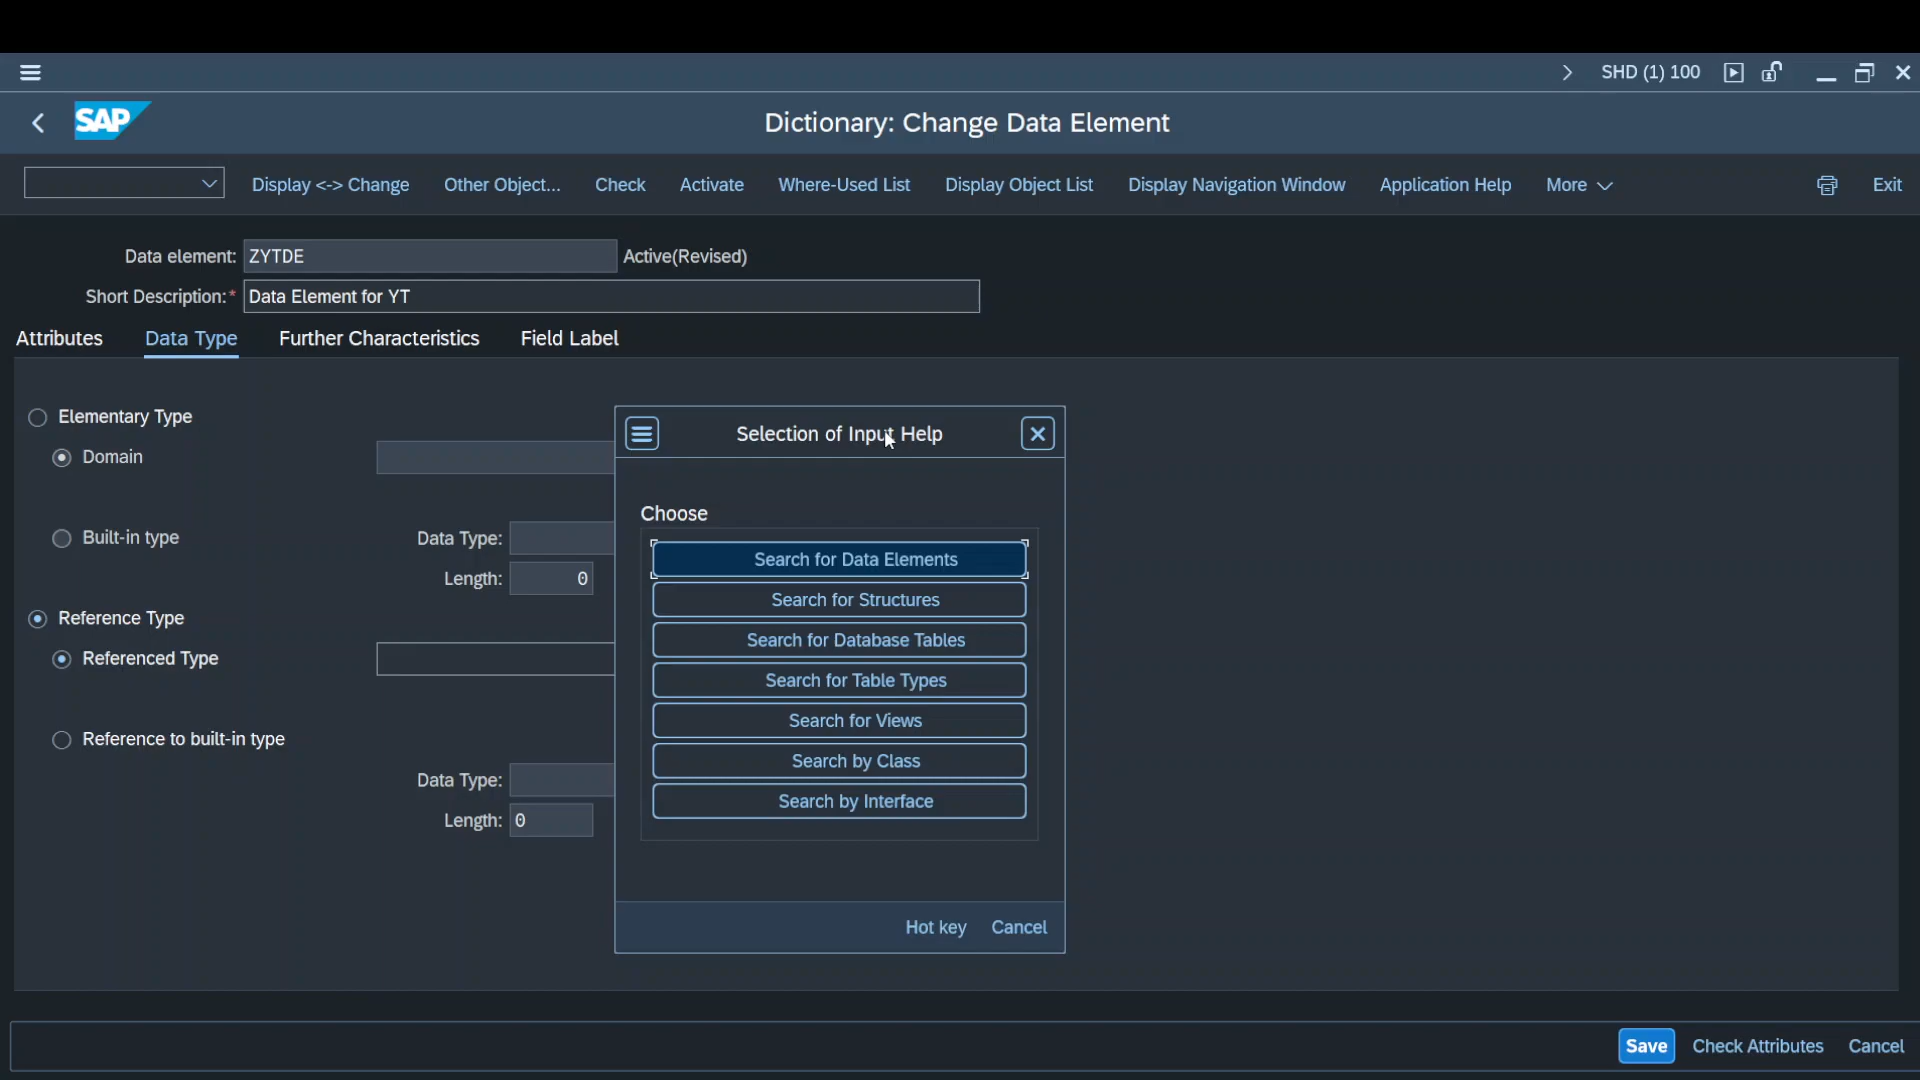 SHD (1) 100
SAP
Dictionary: Change Data Element
Display <-> Change Other Object... Check Activate Where-Used List Display Object List Display Navigation Window Application Help More Exit
Data element: ZYTDE Active(Revised)
Short Description:* Data Element for YT
Attributes Data Type Further Characteristics Field Label
Elementary Type
Domain
Built-in type Data Type:
Length: 0
Reference Type
Referenced Type
Reference to built-in type
Data Type:
Length: 0
Selection of Input Help
Choose
Search for Data Elements
Search for Structures
Search for Database Tables
Search for Table Types
Search for Views
Search by Class
Search by Interface
Hot key Cancel
Save Check Attributes Cancel